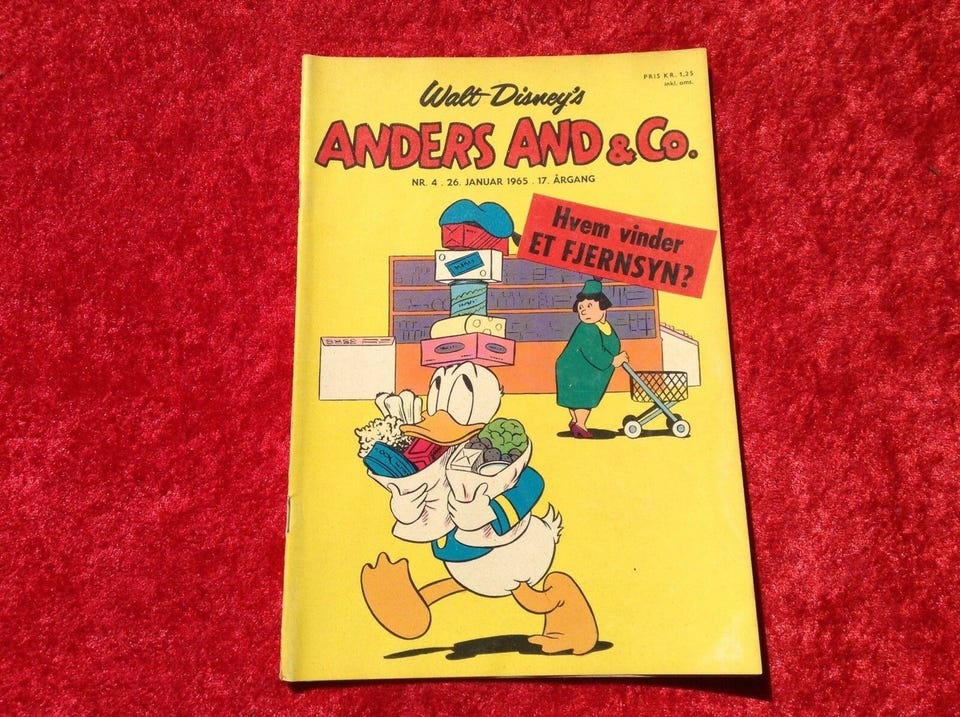 PRIS KR. 1,25
inkl. oms.
Walt Disney's
ANDERS AND & Co.
NR. 4 . 26. JANUAR 1965 . 17. ÅRGANG
Hvem vinder
ET FJERNSYN?